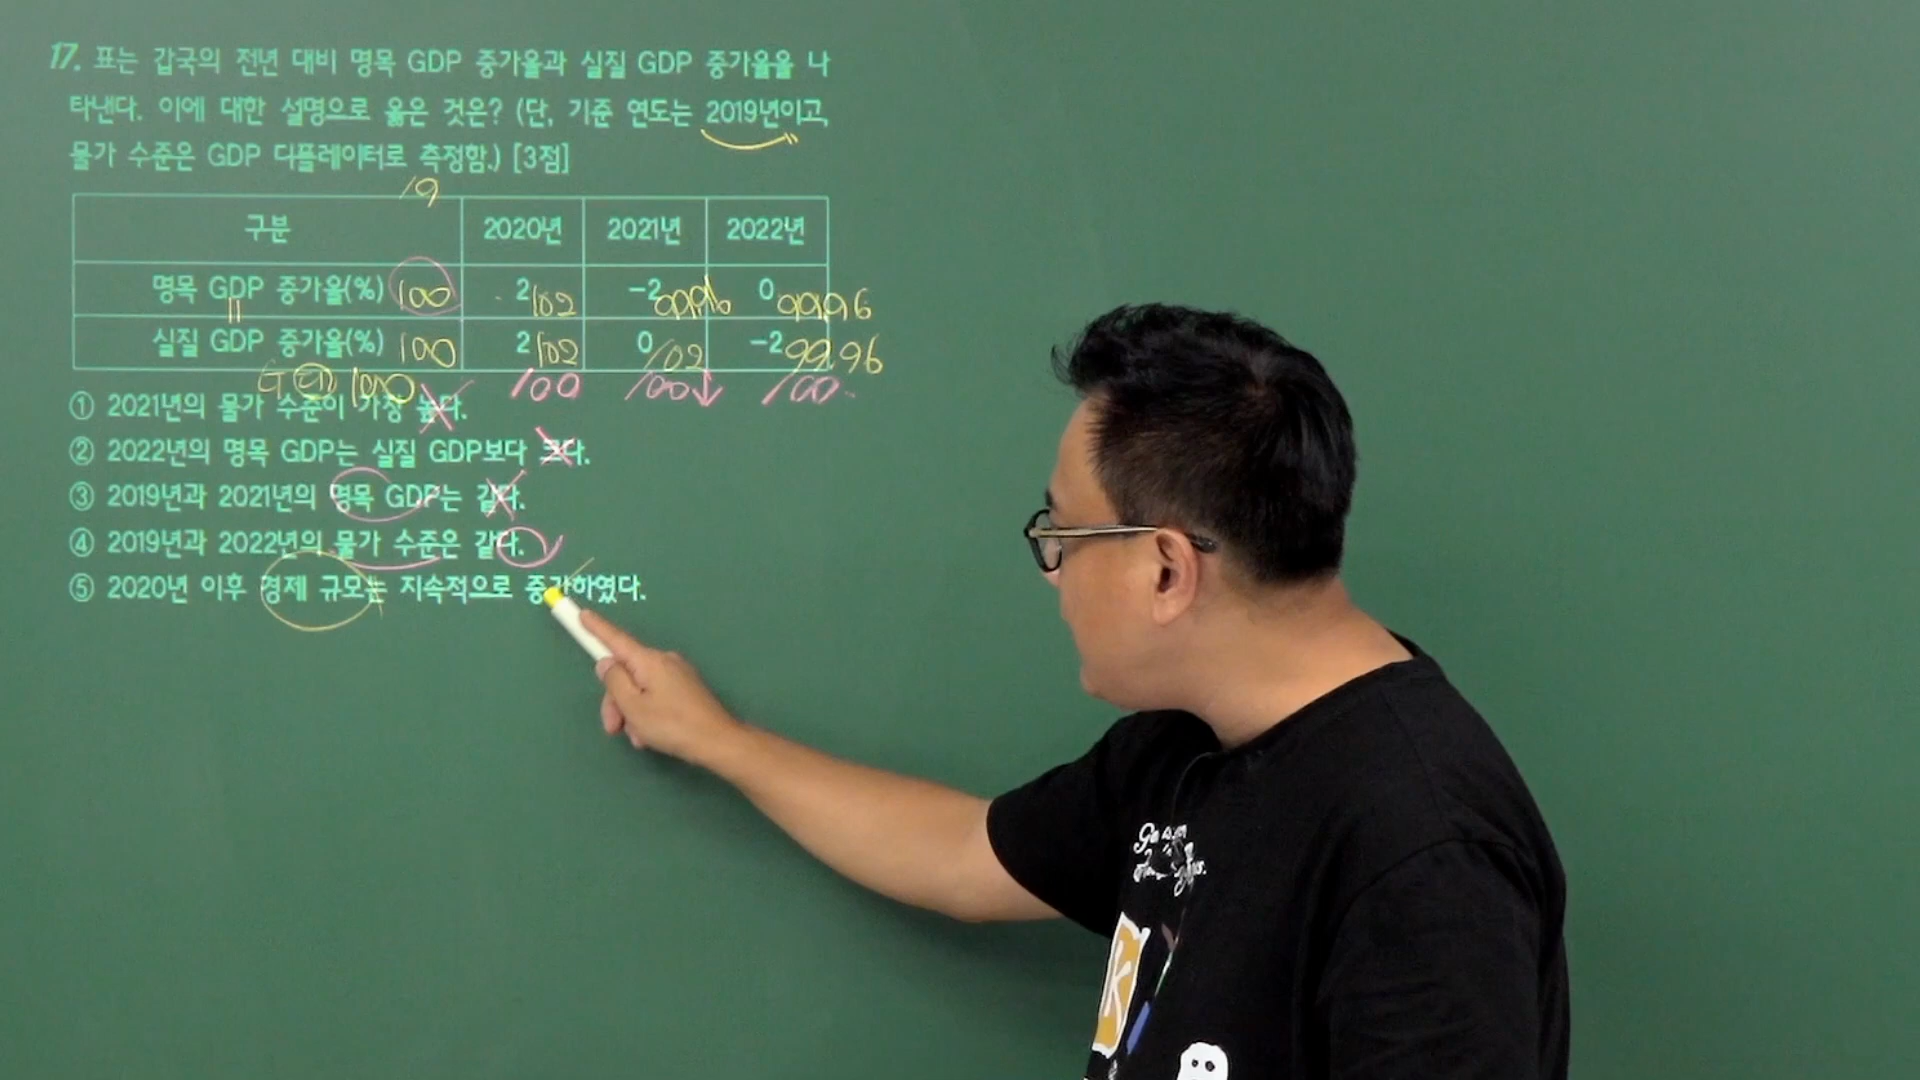 17. 표는 갑국의 전년 대비 명목 GDP 증가율과 실질 GDP 증가율을 나
타낸다. 이에 대한 설명으로 옳은 것은? (단, 기준 연도는 2019년이고,
물가 수준은 GDP 디플레이터로 측정함.) [3점]
19
구분 2020년 2021년 2022년
명목 GDP 증가율(%) 100 2 102 -2 99.96 0 99.96
실질 GDP 증가율(%) 100 2 102 0 102 -2 99.96
100 100 100↓ 100
① 2021년의 물가 수준이 가장 높다.
② 2022년의 명목 GDP는 실질 GDP보다 크다.
③ 2019년과 2021년의 명목 GDP는 같다.
④ 2019년과 2022년의 물가 수준은 같다.
⑤ 2020년 이후 경제 규모는 지속적으로 증가하였다.
K